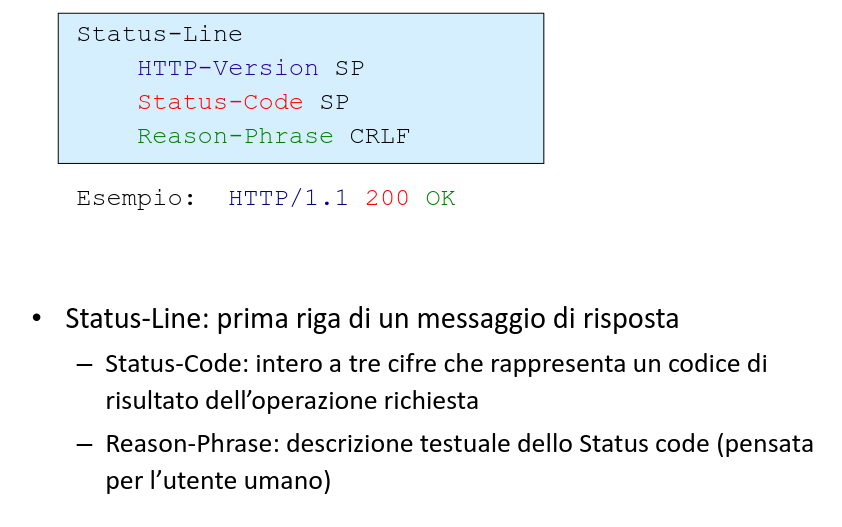 Status-Line
HTTP-Version SP
Status-Code SP
Reason-Phrase CRLF
Esempio: HTTP/1.1 200 OK
• Status-Line: prima riga di un messaggio di risposta
– Status-Code: intero a tre cifre che rappresenta un codice di
risultato dell’operazione richiesta
– Reason-Phrase: descrizione testuale dello Status code (pensata
per l’utente umano)